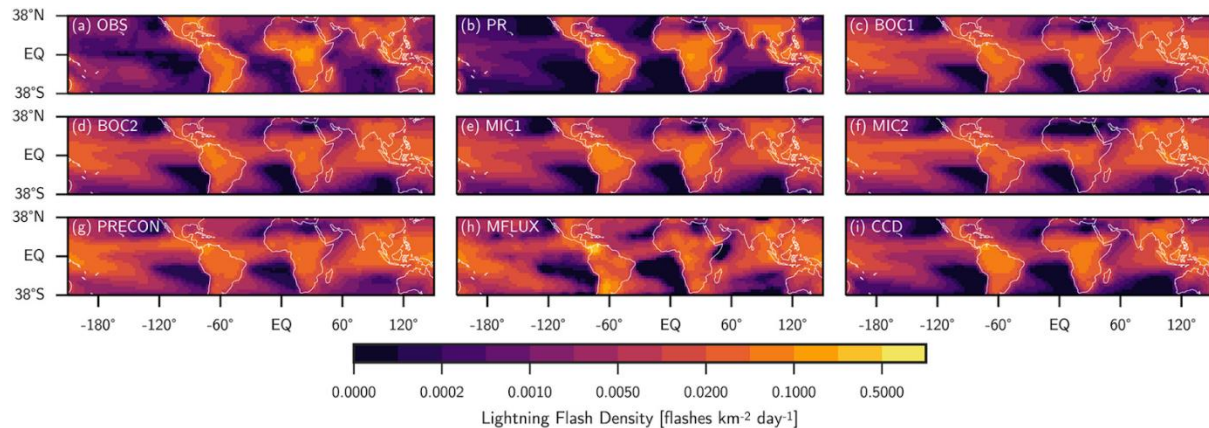 38°N
EQ
38°S
(a) OBS
(b) PR
(c) BOC1
38°N
EQ
38°S
(d) BOC2
(e) MIC1
(f) MIC2
38°N
EQ
38°S
(g) PRECON
(h) MFLUX
(i) CCD
-180° -120° -60° EQ 60° 120°
-180° -120° -60° EQ 60° 120°
-180° -120° -60° EQ 60° 120°
0.0000 0.0002 0.0010 0.0050 0.0200 0.1000 0.5000
Lightning Flash Density [flashes km⁻² day⁻¹]